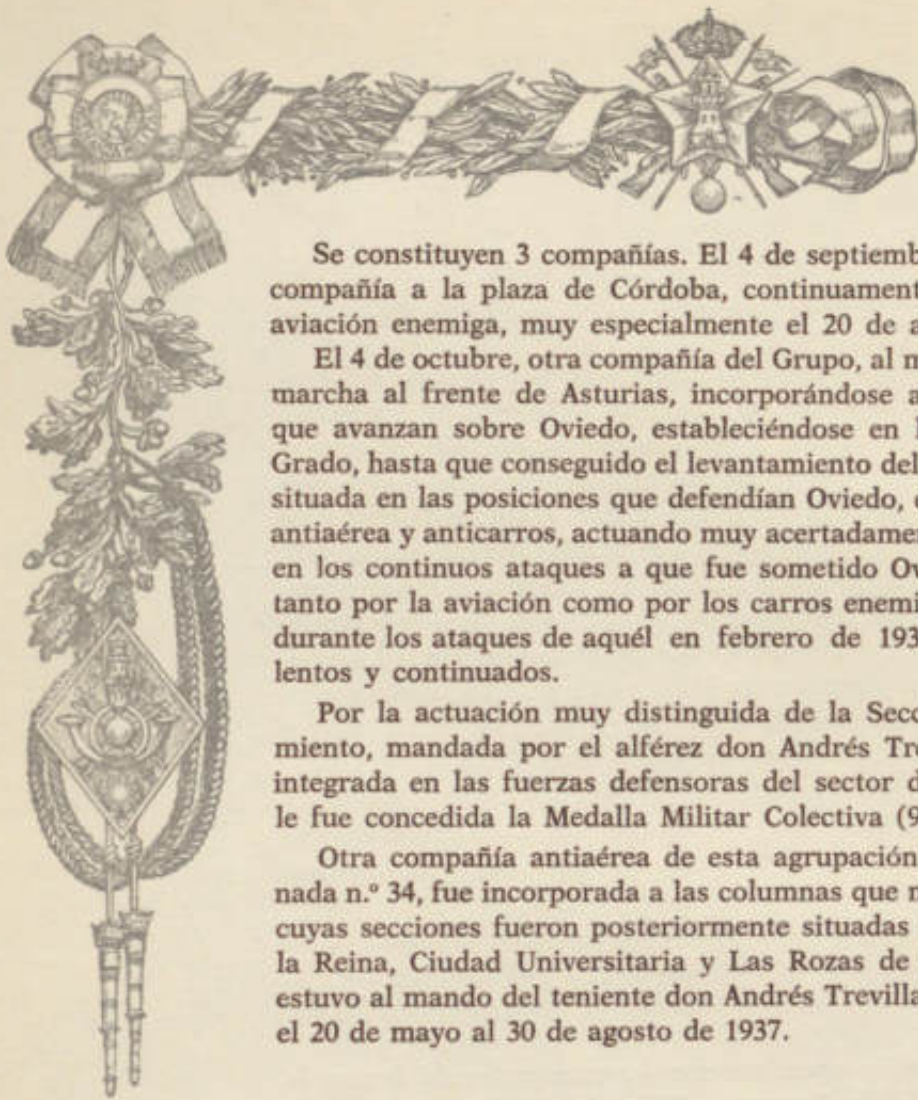 Se constituyen 3 compañías. El 4 de septiemb
compañía a la plaza de Córdoba, continuament
aviación enemiga, muy especialmente el 20 de a
El 4 de octubre, otra compañía del Grupo, al m
marcha al frente de Asturias, incorporándose a
que avanzan sobre Oviedo, estableciéndose en
Grado, hasta que conseguido el levantamiento del
situada en las posiciones que defendían Oviedo,
antiaérea y anticarros, actuando muy acertadamen
en los continuos ataques a que fue sometido Ov
tanto por la aviación como por los carros enemi
durante los ataques de aquél en febrero de 193
lentos y continuados.
Por la actuación muy distinguida de la Secc
miento, mandada por el alférez don Andrés Tre
integrada en las fuerzas defensoras del sector d
le fue concedida la Medalla Militar Colectiva (9
Otra compañía antiaérea de esta agrupación
nada n.º 34, fue incorporada a las columnas que m
cuyas secciones fueron posteriormente situadas
la Reina, Ciudad Universitaria y Las Rozas de
estuvo al mando del teniente don Andrés Trevilla
el 20 de mayo al 30 de agosto de 1937.